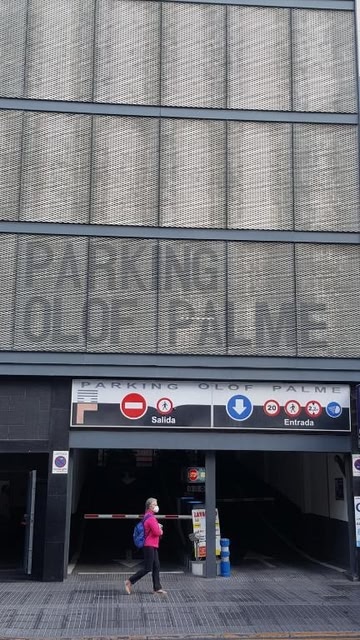 PARKING
OLOF PALME
PARKING OLOF PALME
Salida
20
Entrada